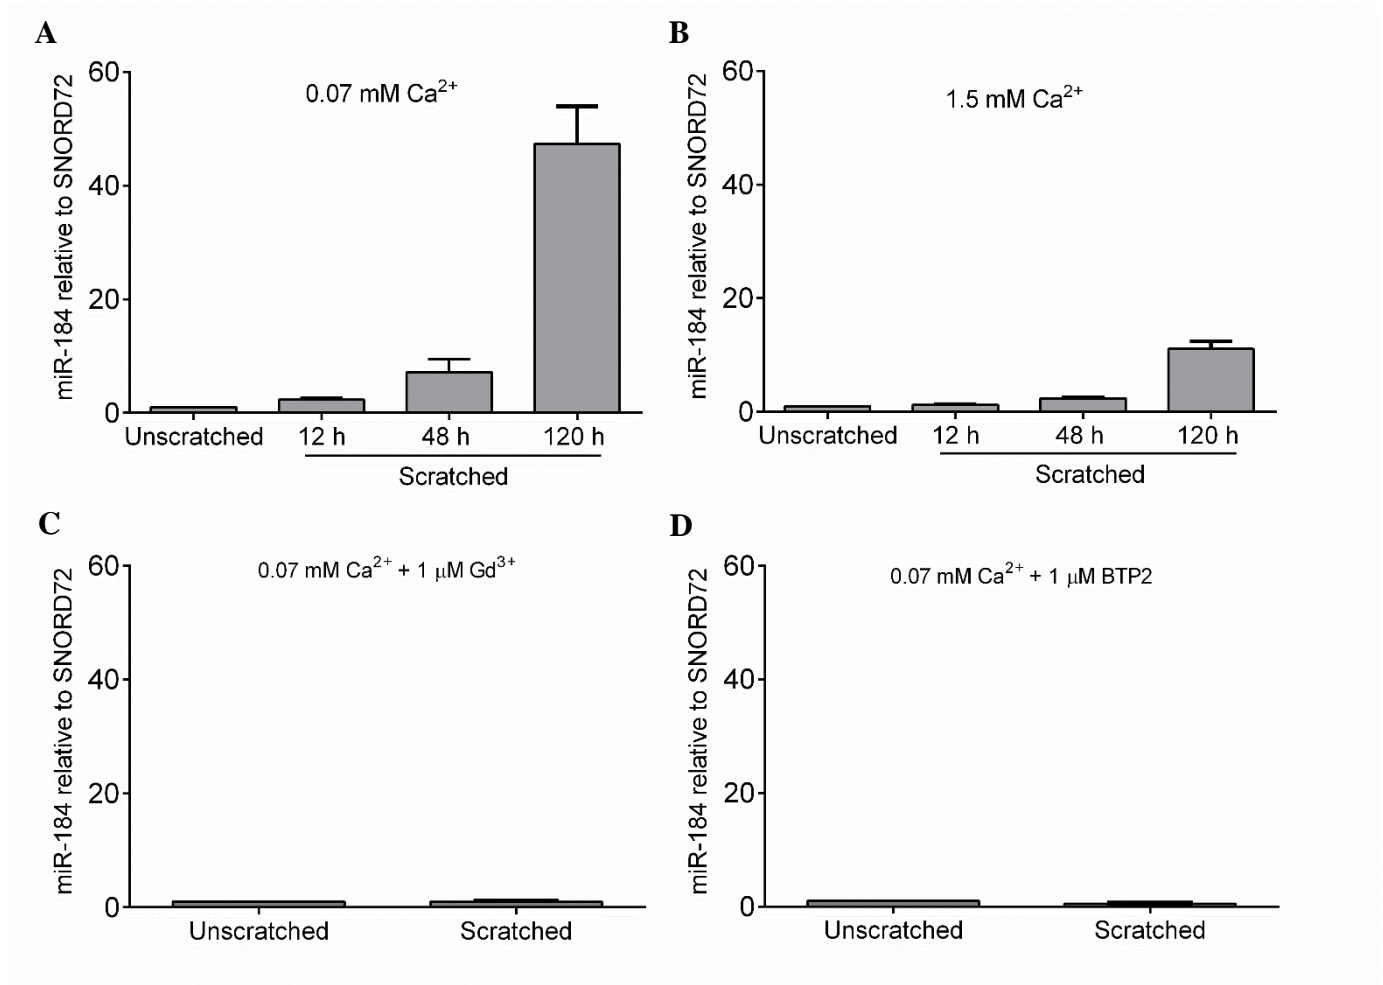 A
miR-184 relative to SNORD72
60
40
20
0
0.07 mM Ca²⁺
Unscratched 12 h 48 h 120 h
Scratched
B
miR-184 relative to SNORD72
60
40
20
0
1.5 mM Ca²⁺
Unscratched 12 h 48 h 120 h
Scratched
C
miR-184 relative to SNORD72
60
40
20
0
0.07 mM Ca²⁺ + 1 μM Gd³⁺
Unscratched Scratched
D
miR-184 relative to SNORD72
60
40
20
0
0.07 mM Ca²⁺ + 1 μM BTP2
Unscratched Scratched